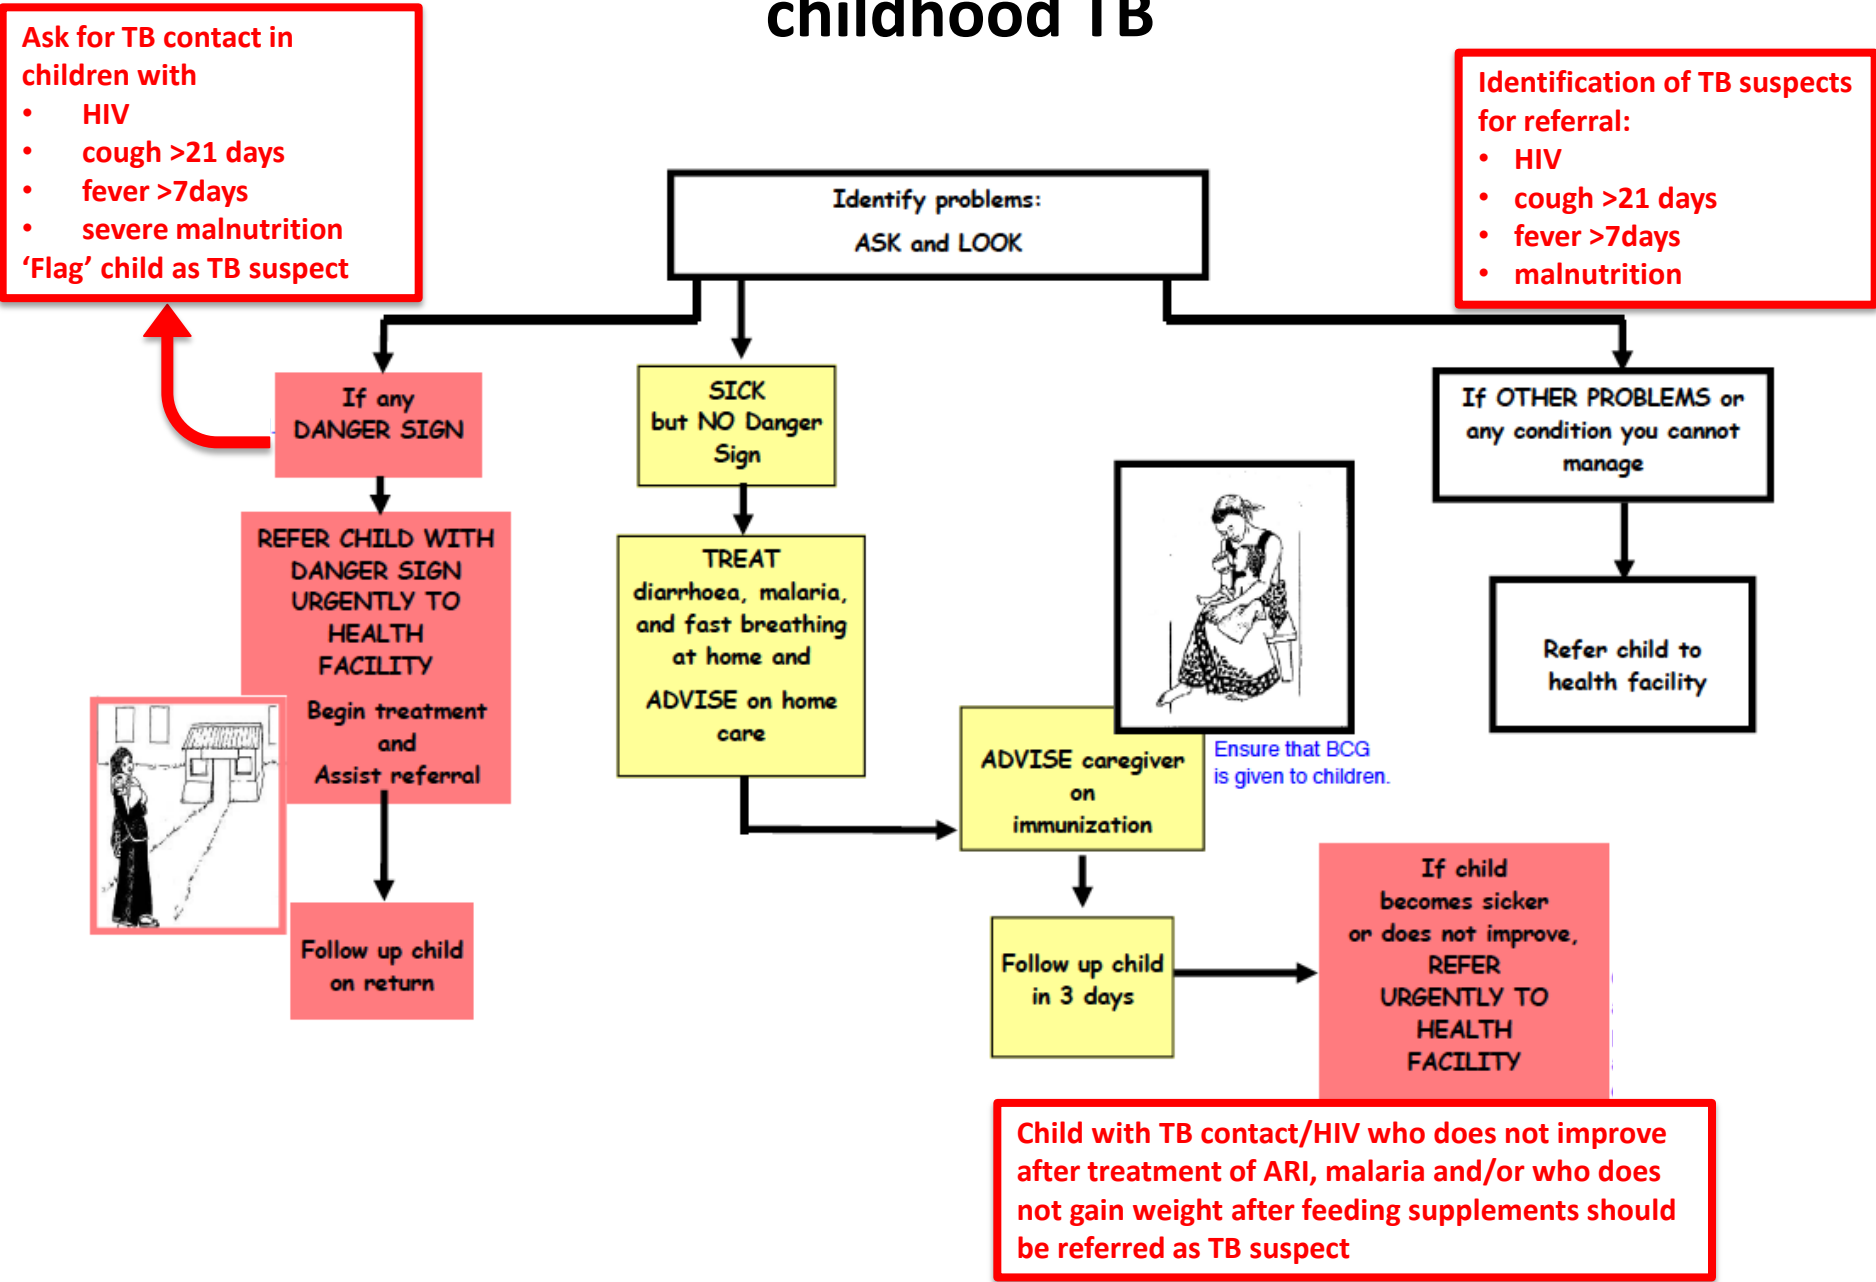 childhood TB
Ask for TB contact in
children with
• HIV
• cough >21 days
• fever >7days
• severe malnutrition
‘Flag’ child as TB suspect
Identification of TB suspects
for referral:
• HIV
• cough >21 days
• fever >7days
• malnutrition
Identify problems:
ASK and LOOK
If any
DANGER SIGN
REFER CHILD WITH
DANGER SIGN
URGENTLY TO
HEALTH
FACILITY
Begin treatment
and
Assist referral
Follow up child
on return
SICK
but NO Danger
Sign
TREAT
diarrhoea, malaria,
and fast breathing
at home and
ADVISE on home
care
ADVISE caregiver
on
immunization
Ensure that BCG
is given to children.
Follow up child
in 3 days
If child
becomes sicker
or does not improve,
REFER
URGENTLY TO
HEALTH
FACILITY
If OTHER PROBLEMS or
any condition you cannot
manage
Refer child to
health facility
Child with TB contact/HIV who does not improve
after treatment of ARI, malaria and/or who does
not gain weight after feeding supplements should
be referred as TB suspect